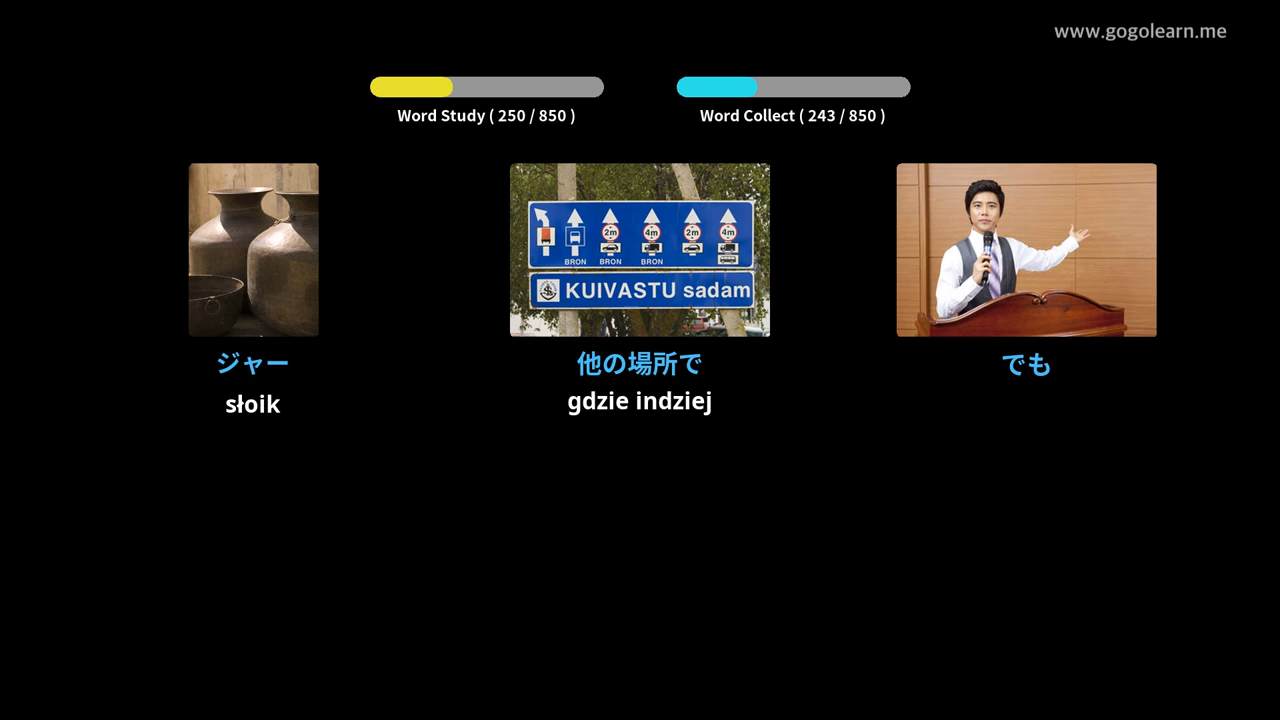 www.gogolearn.me
Word Study ( 250 / 850 )
Word Collect ( 243 / 850 )
2m
4m
2m
4m
BRON
BRON
BRON
KUIVASTU sadam
ジャー
他の場所で
でも
słoik
gdzie indziej